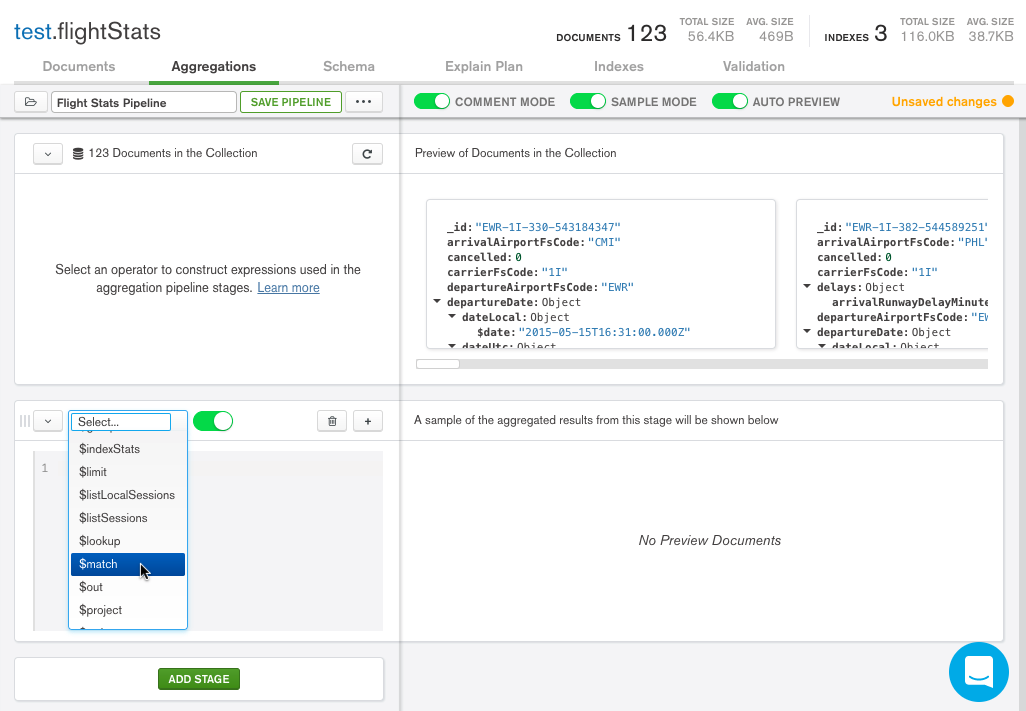 test.flightStats
DOCUMENTS 123 TOTAL SIZE 56.4KB AVG. SIZE 469B INDEXES 3 TOTAL SIZE 116.0KB AVG. SIZE 38.7KB
Documents Aggregations Schema Explain Plan Indexes Validation
Flight Stats Pipeline SAVE PIPELINE ... COMMENT MODE SAMPLE MODE AUTO PREVIEW Unsaved changes
123 Documents in the Collection
Select an operator to construct expressions used in the
aggregation pipeline stages. Learn more
Preview of Documents in the Collection
_id:"EWR-1I-330-543184347"
arrivalAirportFsCode:"CMI"
cancelled:0
carrierFsCode:"1I"
departureAirportFsCode:"EWR"
departureDate:Object
dateLocal:Object
$date:"2015-05-15T16:31:00.000Z"
dateUtc:Object
_id:"EWR-1I-382-544589251"
arrivalAirportFsCode:"PHL"
cancelled:0
carrierFsCode:"1I"
delays:Object
arrivalRunwayDelayMinute
departureAirportFsCode:"EW
departureDate:Object
dateLocal:Object
Select...
$indexStats
$limit
$listLocalSessions
$listSessions
$lookup
$match
$out
$project
1
+
A sample of the aggregated results from this stage will be shown below
No Preview Documents
ADD STAGE